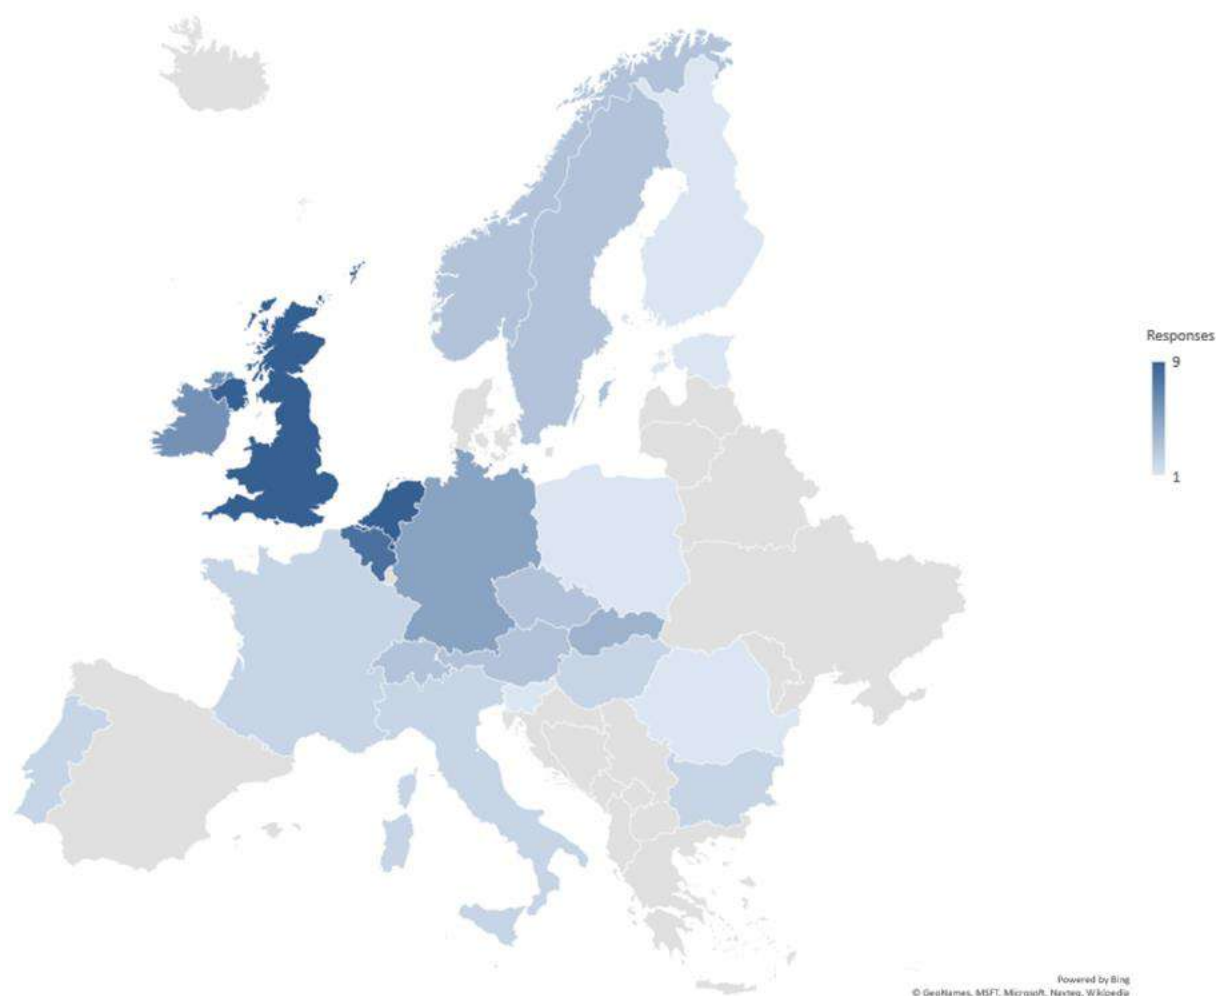 Responses
9
1
Powered by Bing
© GeoNames, MSFT, Microsoft, Navteq, Wikipedia